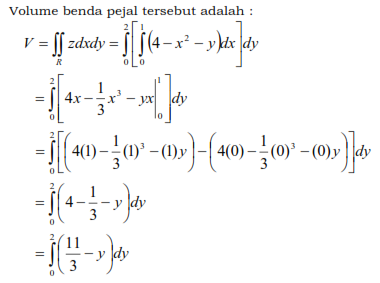 Volume benda pejal tersebut adalah :
V = ∬_R zdxdy = ∫_0^2 [ ∫_0^1 (4 − x² − y)dx ] dy
= ∫_0^2 [ 4x − 1/3 x³ − yx |_0^1 ] dy
= ∫_0^2 [ ( 4(1) − 1/3 (1)³ − (1)y ) − ( 4(0) − 1/3 (0)³ − (0)y ) ] dy
= ∫_0^2 ( 4 − 1/3 − y ) dy
= ∫_0^2 ( 11/3 − y ) dy